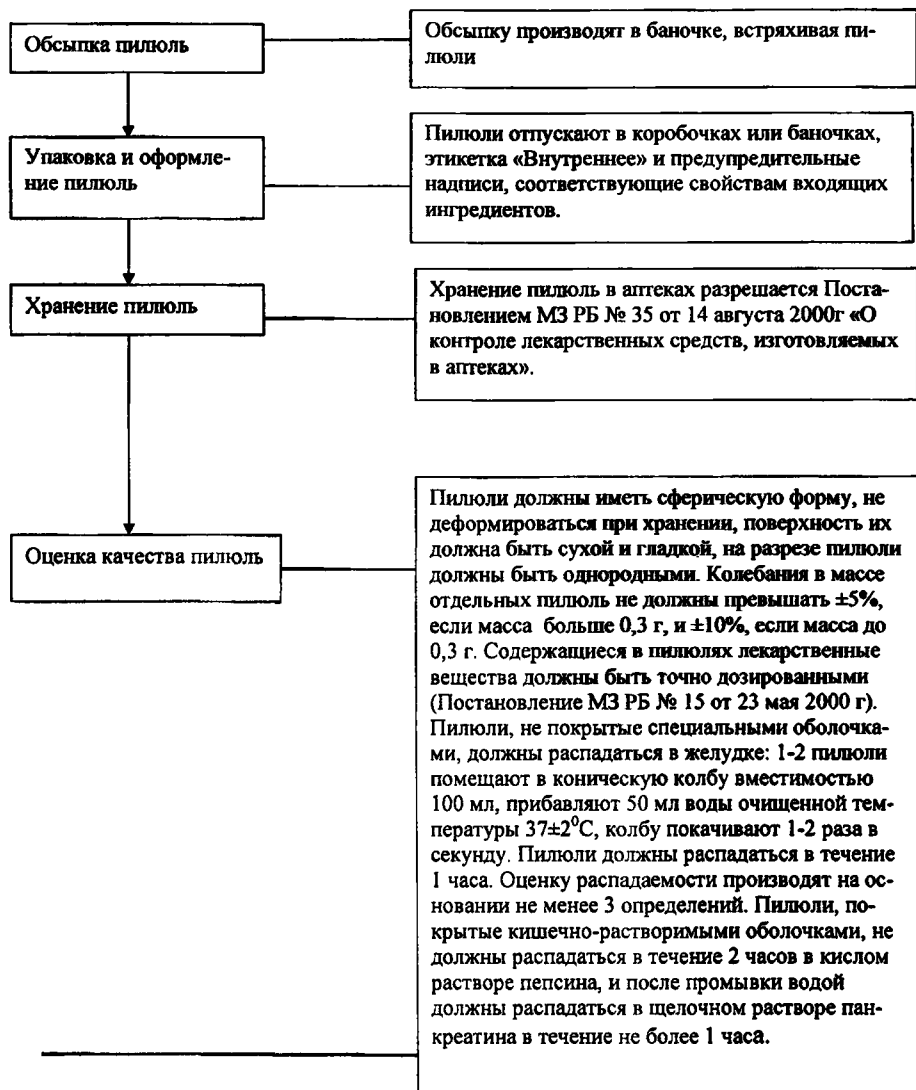 Обсыпка пилюль
Обсыпку производят в баночке, встряхивая пи-
люли
Упаковка и оформле-
ние пилюль
Пилюли отпускают в коробочках или баночках,
этикетка «Внутреннее» и предупредительные
надписи, соответствующие свойствам входящих
ингредиентов.
Хранение пилюль
Хранение пилюль в аптеках разрешается Поста-
новлением МЗ РБ № 35 от 14 августа 2000г «О
контроле лекарственных средств, изготовляемых
в аптеках».
Оценка качества пилюль
Пилюли должны иметь сферическую форму, не
деформироваться при хранении, поверхность их
должна быть сухой и гладкой, на разрезе пилюли
должны быть однородными. Колебания в массе
отдельных пилюль не должны превышать ±5%,
если масса больше 0,3 г, и ±10%, если масса до
0,3 г. Содержащиеся в пилюлях лекарственные
вещества должны быть точно дозированными
(Постановление МЗ РБ № 15 от 23 мая 2000 г).
Пилюли, не покрытые специальными оболочка-
ми, должны распадаться в желудке: 1-2 пилюли
помещают в коническую колбу вместимостью
100 мл, прибавляют 50 мл воды очищенной тем-
пературы 37±2⁰С, колбу покачивают 1-2 раза в
секунду. Пилюли должны распадаться в течение
1 часа. Оценку распадаемости производят на ос-
новании не менее 3 определений. Пилюли, по-
крытые кишечно-растворимыми оболочками, не
должны распадаться в течение 2 часов в кислом
растворе пепсина, и после промывки водой
должны распадаться в щелочном растворе пан-
креатина в течение не более 1 часа.